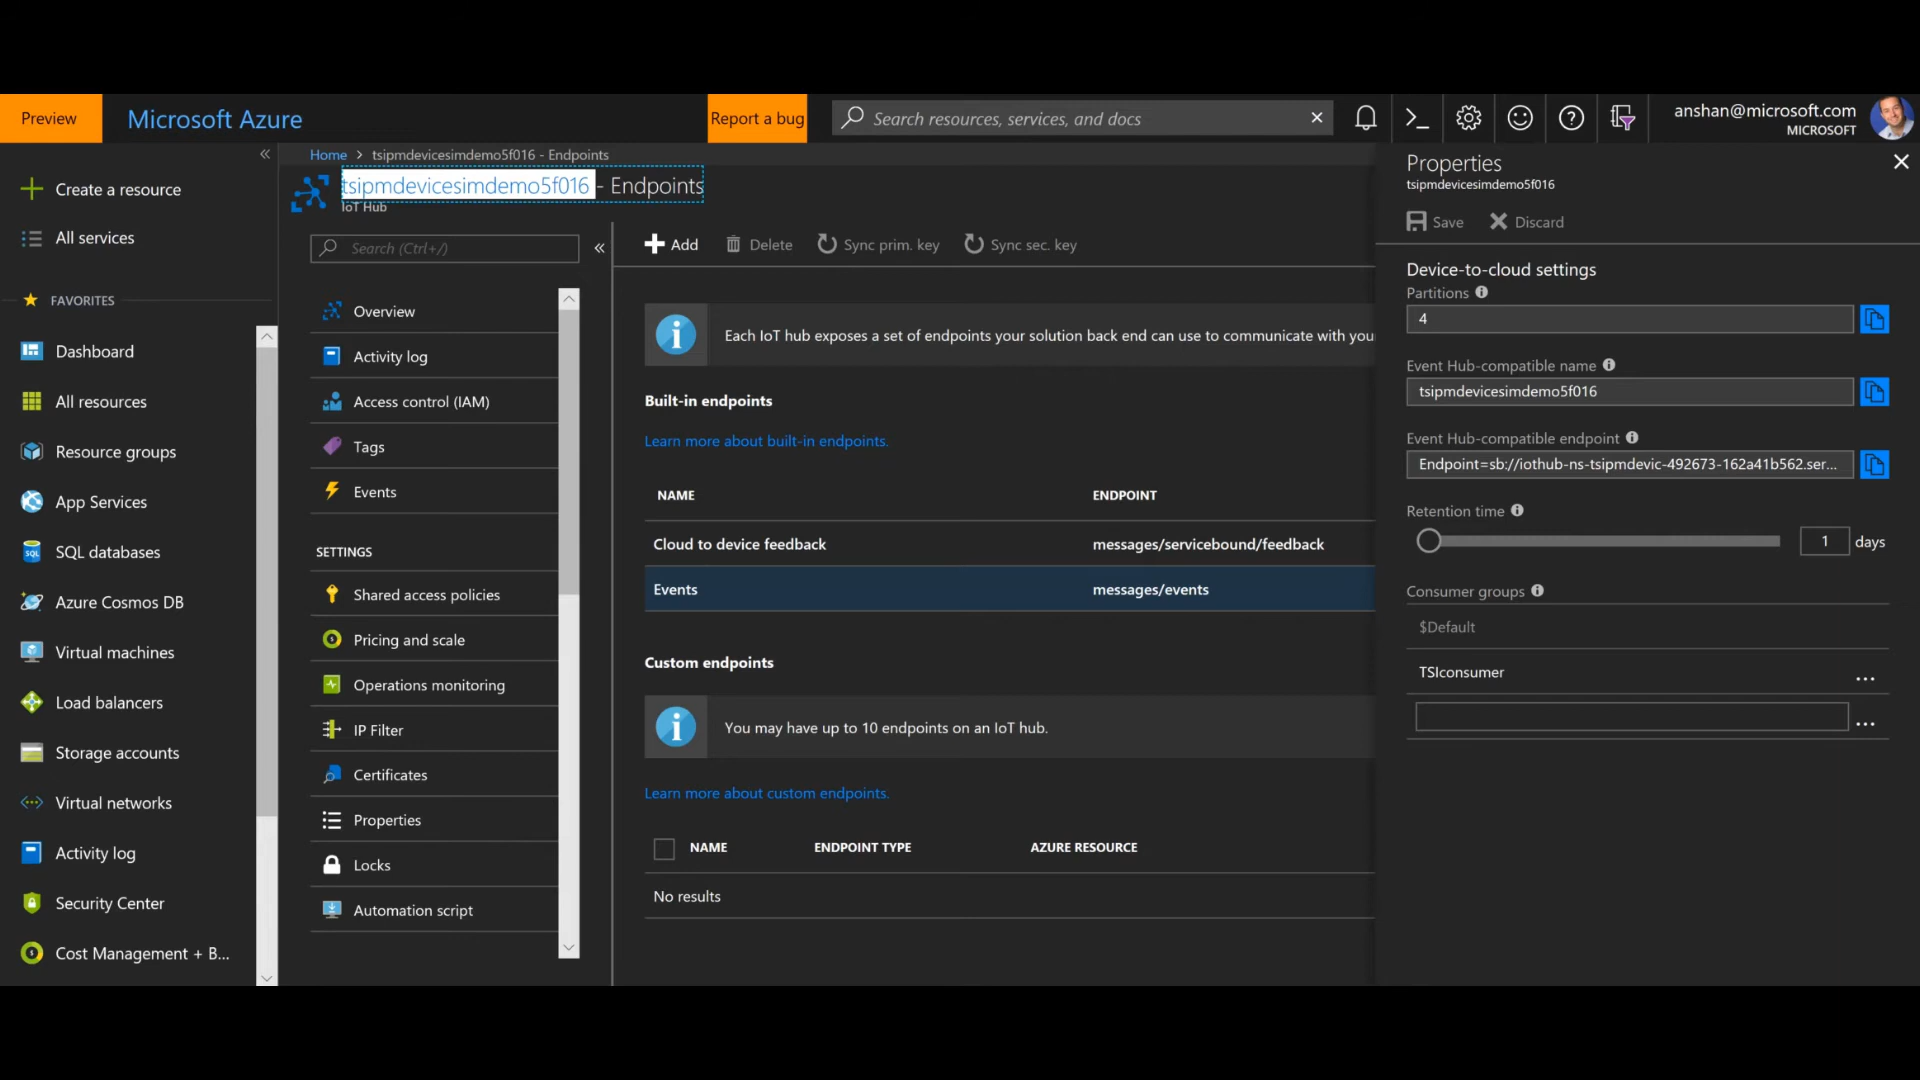 Preview
Microsoft Azure
Report a bug
Search resources, services, and docs
anshan@microsoft.com
MICROSOFT
Create a resource
All services
FAVORITES
Dashboard
All resources
Resource groups
App Services
SQL databases
Azure Cosmos DB
Virtual machines
Load balancers
Storage accounts
Virtual networks
Activity log
Security Center
Cost Management + B...
Home > tsipmdevicesimdemo5f016 - Endpoints
tsipmdevicesimdemo5f016 - Endpoints
IoT Hub
Search (Ctrl+/)
Overview
Activity log
Access control (IAM)
Tags
Events
SETTINGS
Shared access policies
Pricing and scale
Operations monitoring
IP Filter
Certificates
Properties
Locks
Automation script
Add Delete Sync prim. key Sync sec. key
Each IoT hub exposes a set of endpoints your solution back end can use to communicate with you
Built-in endpoints
Learn more about built-in endpoints.
NAME ENDPOINT
Cloud to device feedback messages/servicebound/feedback
Events messages/events
Custom endpoints
You may have up to 10 endpoints on an IoT hub.
Learn more about custom endpoints.
NAME ENDPOINT TYPE AZURE RESOURCE
No results
Properties
tsipmdevicesimdemo5f016
Save Discard
Device-to-cloud settings
Partitions
4
Event Hub-compatible name
tsipmdevicesimdemo5f016
Event Hub-compatible endpoint
Endpoint=sb://iothub-ns-tsipmdevic-492673-162a41b562.ser...
Retention time
1 days
Consumer groups
$Default
TSIconsumer